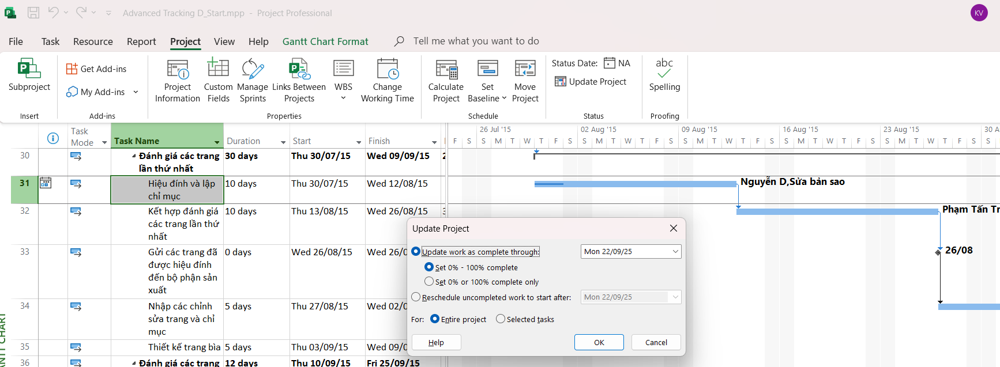 Advanced Tracking D_Start.mpp - Project Professional
KV
File Task Resource Report Project View Help Gantt Chart Format Tell me what you want to do
Subproject
Insert
Get Add-ins
My Add-ins
Add-ins
Project Information
Custom Fields
Manage Sprints
Links Between Projects
WBS
Change Working Time
Properties
Calculate Project
Set Baseline
Move Project
Schedule
Status Date: NA
Update Project
Status
abc
Spelling
Proofing
Task Mode Task Name Duration Start Finish
26 Jul '15 02 Aug '15 09 Aug '15 16 Aug '15 23 Aug '15 30 A
F S S M T W T F S S M T W T F S S M T W T F S S M T W T F S S M T W T F S S M
30 Đánh giá các trang lần thứ nhất 30 days Thu 30/07/15 Wed 09/09/15
31 Hiệu đính và lập chỉ mục 10 days Thu 30/07/15 Wed 12/08/15
Nguyễn D,Sửa bản sao
32 Kết hợp đánh giá các trang lần thứ nhất 10 days Thu 13/08/15 Wed 26/08/15
Phạm Tấn Tr
33 Gửi các trang đã được hiệu đính đến bộ phận sản xuất 0 days Wed 26/08/15 Wed 26/0
26/08
34 Nhập các chỉnh sửa trang và chỉ mục 5 days Thu 27/08/15 Wed 02/
35 Thiết kế trang bìa 5 days Thu 03/09/15 Wed 09/
36 Đánh giá các trang 12 days Thu 10/09/15 Fri 25/09/15
Update Project
Update work as complete through: Mon 22/09/25
Set 0% - 100% complete
Set 0% or 100% complete only
Reschedule uncompleted work to start after: Mon 22/09/25
For: Entire project Selected tasks
Help OK Cancel